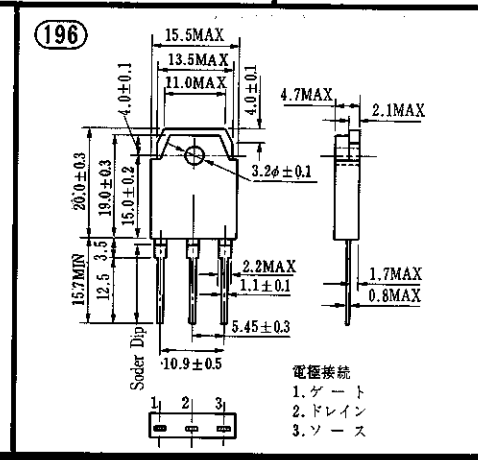 196
15.5MAX
13.5MAX
11.0MAX
4.0±0.1
4.0±0.1
4.7MAX
2.1MAX
20.0±0.3
19.0±0.3
15.0±0.2
3.2φ±0.1
15.7MIN
3.5
12.5
2.2MAX
1.1±0.1
1.7MAX
0.8MAX
5.45±0.3
10.9±0.5
Soder Dip
電極接続
1. ゲート
2. ドレイン
3. ソース
1 2 3